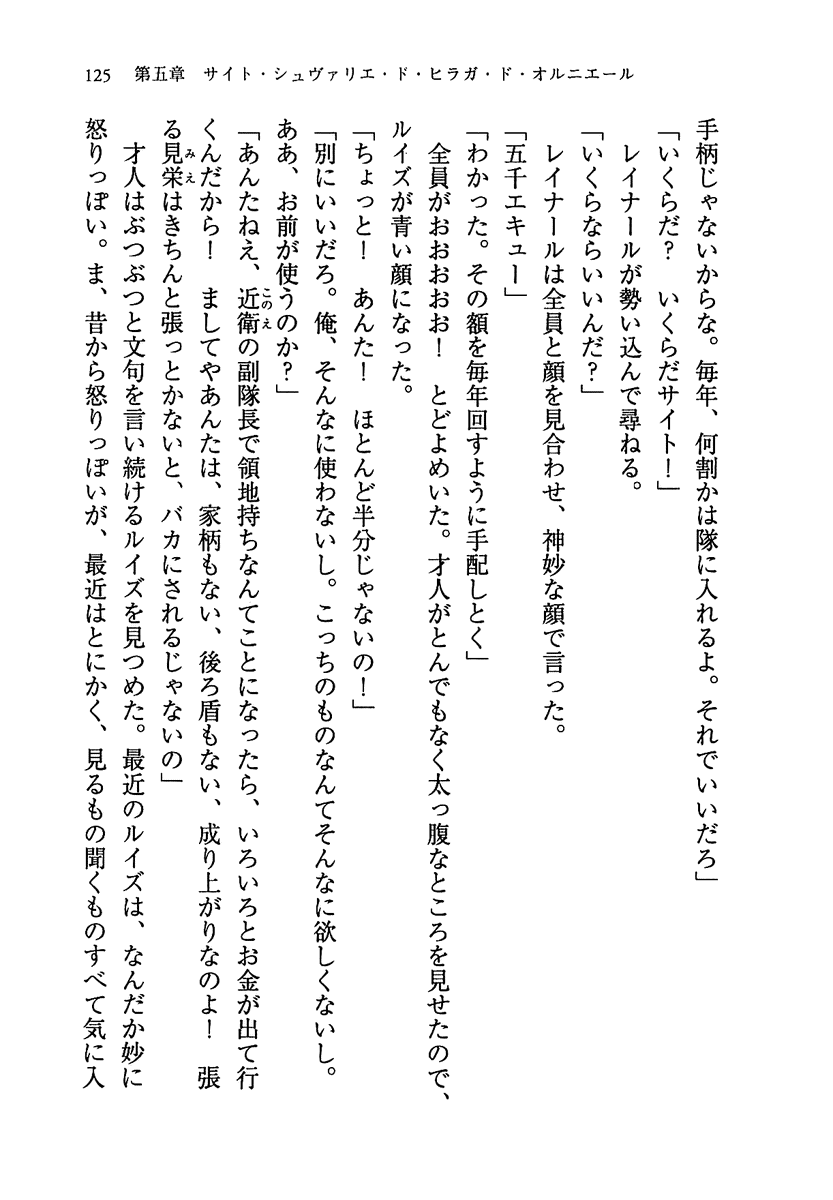 125　第五章　サイト・シュヴァリエ・ド・ヒラガ・ド・オルニエール
手柄じゃないからな。毎年、何割かは隊に入れるよ。それでいいだろ」
「いくらだ？　いくらだサイト！」
　レイナールが勢い込んで尋ねる。
「いくらならいいんだ？」
　レイナールは全員と顔を見合わせ、神妙な顔で言った。
「五千エキュー」
「わかった。その額を毎年回すように手配しとく」
　全員がおおおおお！　とどよめいた。才人がとんでもなく太っ腹なところを見せたので、
ルイズが青い顔になった。
「ちょっと！　あんた！　ほとんど半分じゃないの！」
「別にいいだろ。俺、そんなに使わないし。こっちのものなんてそんなに欲しくないし。
ああ、お前が使うのか？」
「あんたねえ、近衛このえの副隊長で領地持ちなんてことになったら、いろいろとお金が出て行
くんだから！　ましてやあんたは、家柄もない、後ろ盾もない、成り上がりなのよ！　張
る見栄みえはきちんと張っとかないと、バカにされるじゃないの」
　才人はぶつぶつと文句を言い続けるルイズを見つめた。最近のルイズは、なんだか妙に
怒りっぽい。ま、昔から怒りっぽいが、最近はとにかく、見るもの聞くものすべて気に入